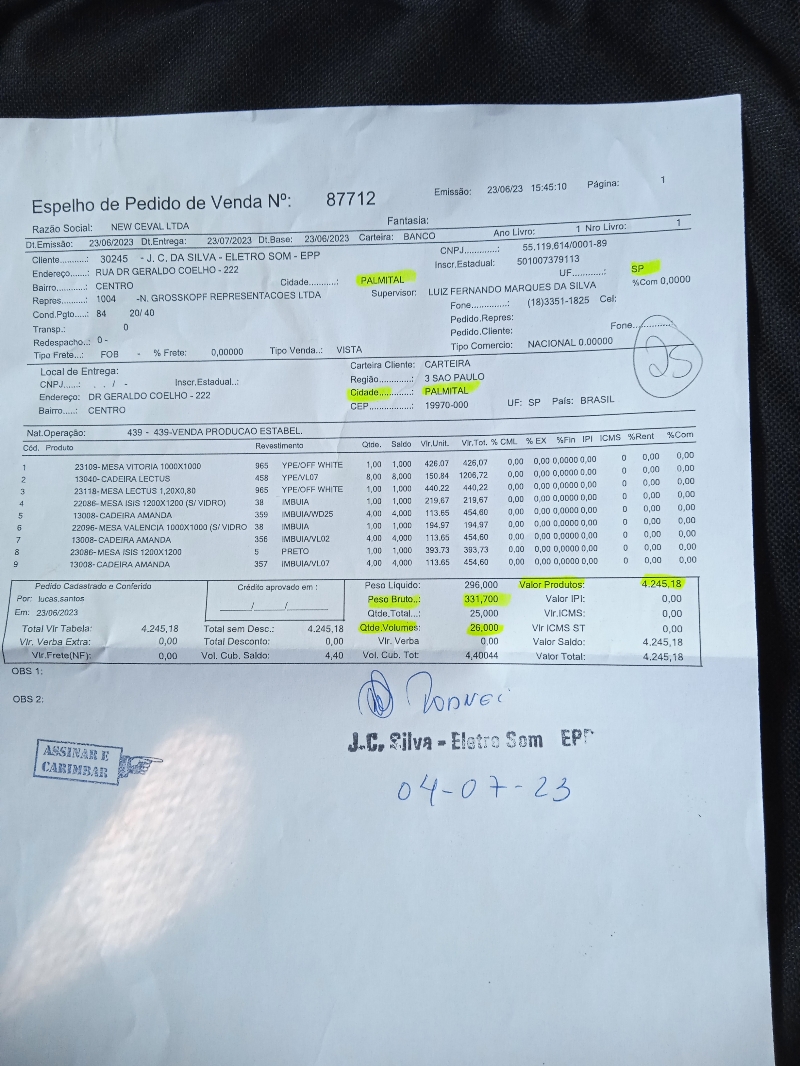 Espelho de Pedido de Venda Nº: 87712 Emissão: 23/06/23 15:45:10 Página: 1
Razão Social: NEW CEVAL LTDA Fantasia:
Dt.Emissão: 23/06/2023 Dt.Entrega: 23/07/2023 Dt.Base: 23/06/2023 Carteira: BANCO Ano Livro: 1 Nro Livro: 1
Cliente..........: 30245 - J. C. DA SILVA - ELETRO SOM - EPP CNPJ.............: 55.119.614/0001-89
Endereço......: RUA DR GERALDO COELHO - 222 Inscr.Estadual: 501007379113
Bairro...........: CENTRO Cidade...........: PALMITAL UF...........: SP
Repres..........: 1004 -N. GROSSKOPF REPRESENTACOES LTDA Supervisor: LUIZ FERNANDO MARQUES DA SILVA %Com 0,0000
Cond.Pgto.....: 84 20/ 40 Fone.............: (18)3351-1825 Cel:
Transp.: 0 Pedido.Repres:
Redespacho..: 0 - Pedido.Cliente: Fone.............:
Tipo Frete..: FOB - % Frete: 0,00000 Tipo Venda..: VISTA Tipo Comercio: NACIONAL 0.00000
25
Local de Entrega: Carteira Cliente: CARTEIRA
CNPJ.....: . . / - Inscr.Estadual..: Região...........: 3 SAO PAULO
Endereço: DR GERALDO COELHO - 222 Cidade...........: PALMITAL
Bairro.....: CENTRO CEP..............: 19970-000 UF: SP País: BRASIL
Nat.Operação: 439 - 439-VENDA PRODUCAO ESTABEL.
Cód. Produto Revestimento Qtde. Saldo Vlr.Unit. Vlr.Tot. % CML % EX %Fin IPI ICMS %Rent %Com
1 23109-MESA VITORIA 1000X1000 965 YPE/OFF WHITE 1,00 1,000 426,07 426,07 0,00 0,00 0,0000 0,00 0 0,00 0,00
2 13040-CADEIRA LECTUS 458 YPE/VL07 8,00 8,000 150,84 1206,72 0,00 0,00 0,0000 0,00 0 0,00 0,00
3 23118-MESA LECTUS 1,20X0,80 965 YPE/OFF WHITE 1,00 1,000 440,22 440,22 0,00 0,00 0,0000 0,00 0 0,00 0,00
4 22086-MESA ISIS 1200X1200 (S/ VIDRO) 38 IMBUIA 1,00 1,000 219,67 219,67 0,00 0,00 0,0000 0,00 0 0,00 0,00
5 13008-CADEIRA AMANDA 359 IMBUIA/WD25 4,00 4,000 113,65 454,60 0,00 0,00 0,0000 0,00 0 0,00 0,00
6 22096-MESA VALENCIA 1000X1000 (S/ VIDRO 38 IMBUIA 1,00 1,000 194,97 194,97 0,00 0,00 0,0000 0,00 0 0,00 0,00
7 13008-CADEIRA AMANDA 356 IMBUIA/VL02 4,00 4,000 113,65 454,60 0,00 0,00 0,0000 0,00 0 0,00 0,00
8 23086-MESA ISIS 1200X1200 5 PRETO 1,00 1,000 393,73 393,73 0,00 0,00 0,0000 0,00 0 0,00 0,00
9 13008-CADEIRA AMANDA 357 IMBUIA/VL07 4,00 4,000 113,65 454,60 0,00 0,00 0,0000 0,00 0 0,00 0,00
Pedido Cadastrado e Conferido Crédito aprovado em : Peso Líquido: 296,000 Valor Produtos: 4.245,18
Por: lucas.santos ____/____/____ Peso Bruto..: 331,700 Valor IPI: 0,00
Em: 23/06/2023 Qtde.Total...: 25,000 Vlr.ICMS: 0,00
Total Vlr Tabela: 4.245,18 Total sem Desc.: 4.245,18 Qtde.Volumes: 26,000 Vlr ICMS ST 0,00
Vlr. Verba Extra: 0,00 Total Desconto: 0,00 Vlr. Verba 0,00 Valor Saldo: 4.245,18
Vlr.Frete(NF): 0,00 Vol. Cub. Saldo: 4,40 Vol. Cub. Tot: 4,40044 Valor Total: 4.245,18
OBS 1:
OBS 2:
Rodnei
J.C. Silva - Eletro Som EPP
ASSINAR E
CARIMBAR
04-07-23